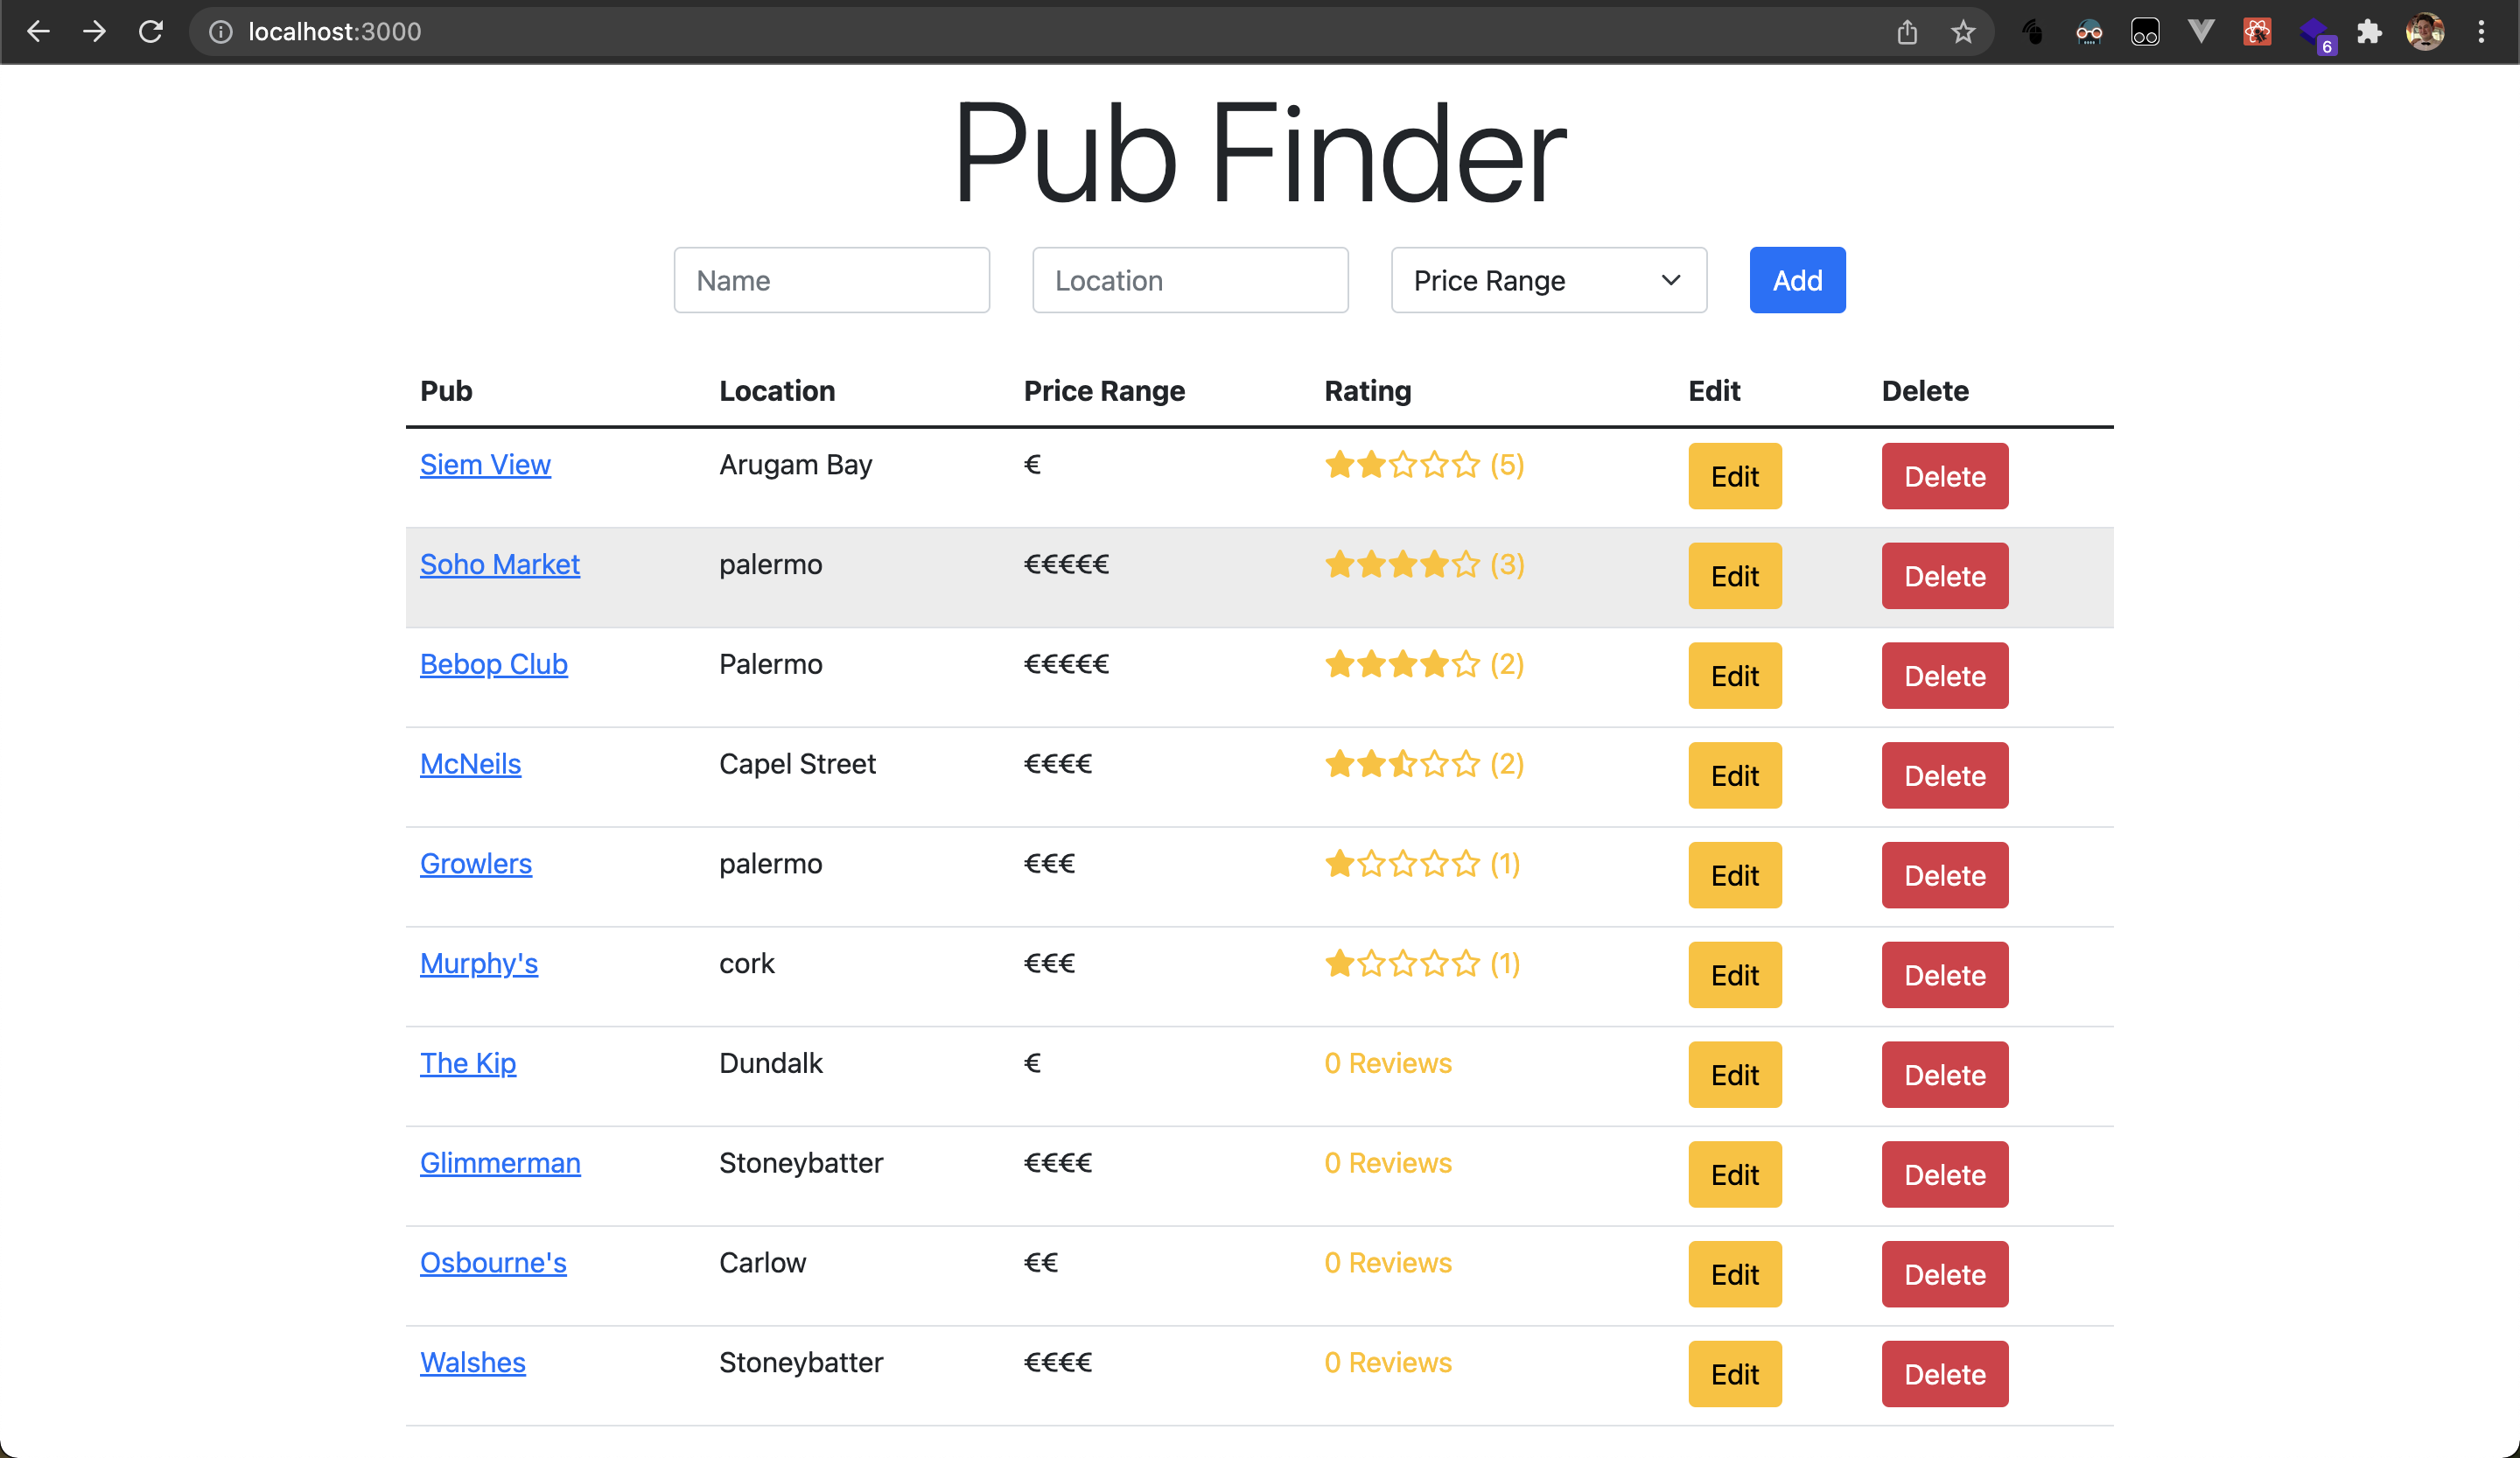 localhost:3000
6
Pub Finder
Name Location Price Range Add
Pub Location Price Range Rating Edit Delete
Siem View Arugam Bay € (5) Edit Delete
Soho Market palermo €€€€€ (3) Edit Delete
Bebop Club Palermo €€€€€ (2) Edit Delete
McNeils Capel Street €€€€ (2) Edit Delete
Growlers palermo €€€ (1) Edit Delete
Murphy's cork €€€ (1) Edit Delete
The Kip Dundalk € 0 Reviews Edit Delete
Glimmerman Stoneybatter €€€€ 0 Reviews Edit Delete
Osbourne's Carlow €€ 0 Reviews Edit Delete
Walshes Stoneybatter €€€€ 0 Reviews Edit Delete